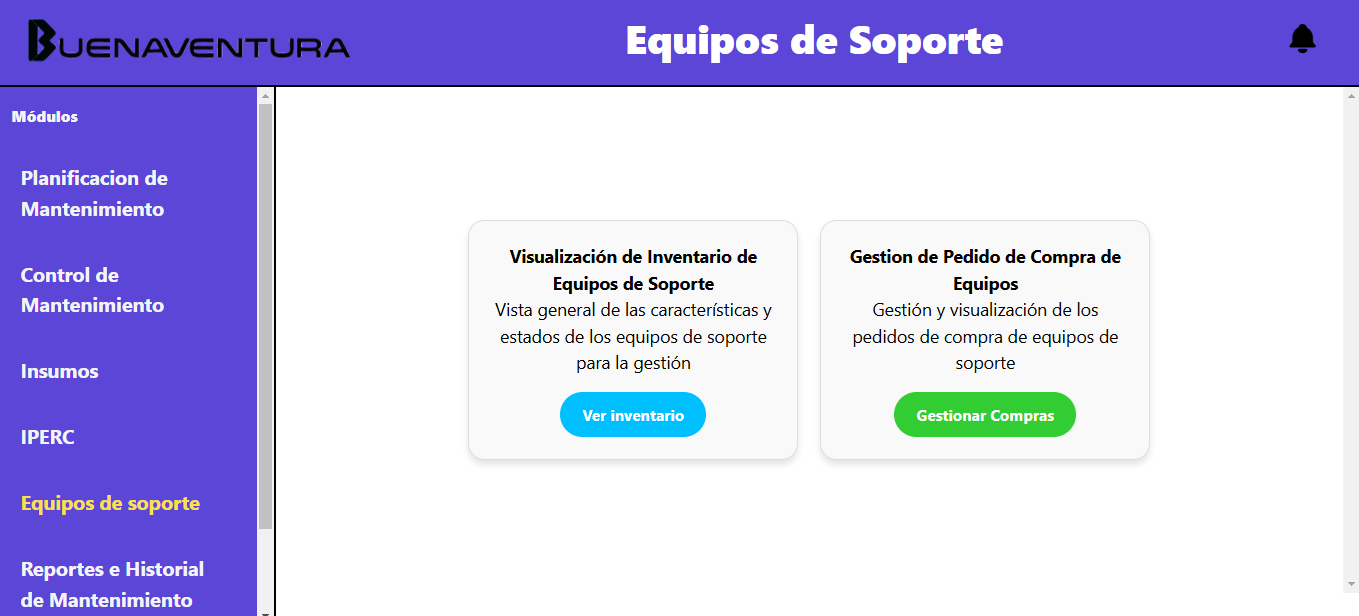 BUENAVENTURA
Equipos de Soporte
Módulos
Planificacion de
Mantenimiento
Control de
Mantenimiento
Insumos
IPERC
Equipos de soporte
Reportes e Historial
de Mantenimiento
Visualización de Inventario de
Equipos de Soporte
Vista general de las características y
estados de los equipos de soporte
para la gestión
Ver inventario
Gestion de Pedido de Compra de
Equipos
Gestión y visualización de los
pedidos de compra de equipos de
soporte
Gestionar Compras